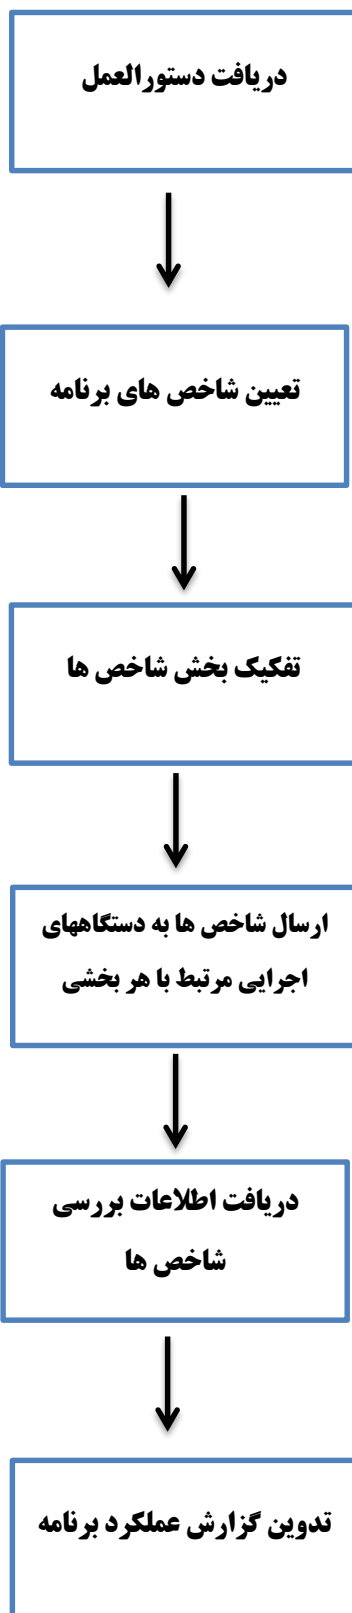 دریافت دستورالعمل
تعیین شاخص های برنامه
تفکیک بخش شاخص ها
ارسال شاخص ها به دستگاههای
اجرایی مرتبط با هر بخشی
دریافت اطلاعات بررسی
شاخص ها
تدوین گزارش عملکرد برنامه